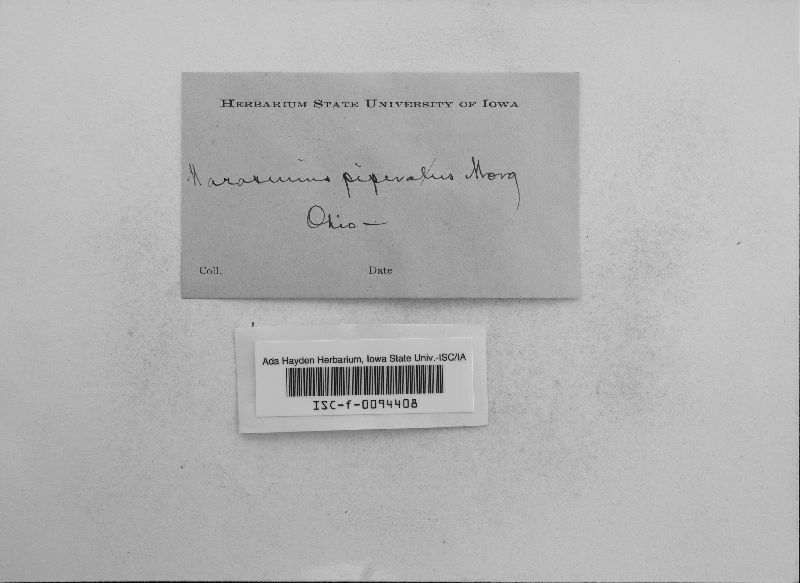 Herbarium State University of Iowa
Marasmius piperatus Morg
Ohio —
Coll. Date
Ada Hayden Herbarium, Iowa State Univ.-ISC/IA
ISC-f-0094408